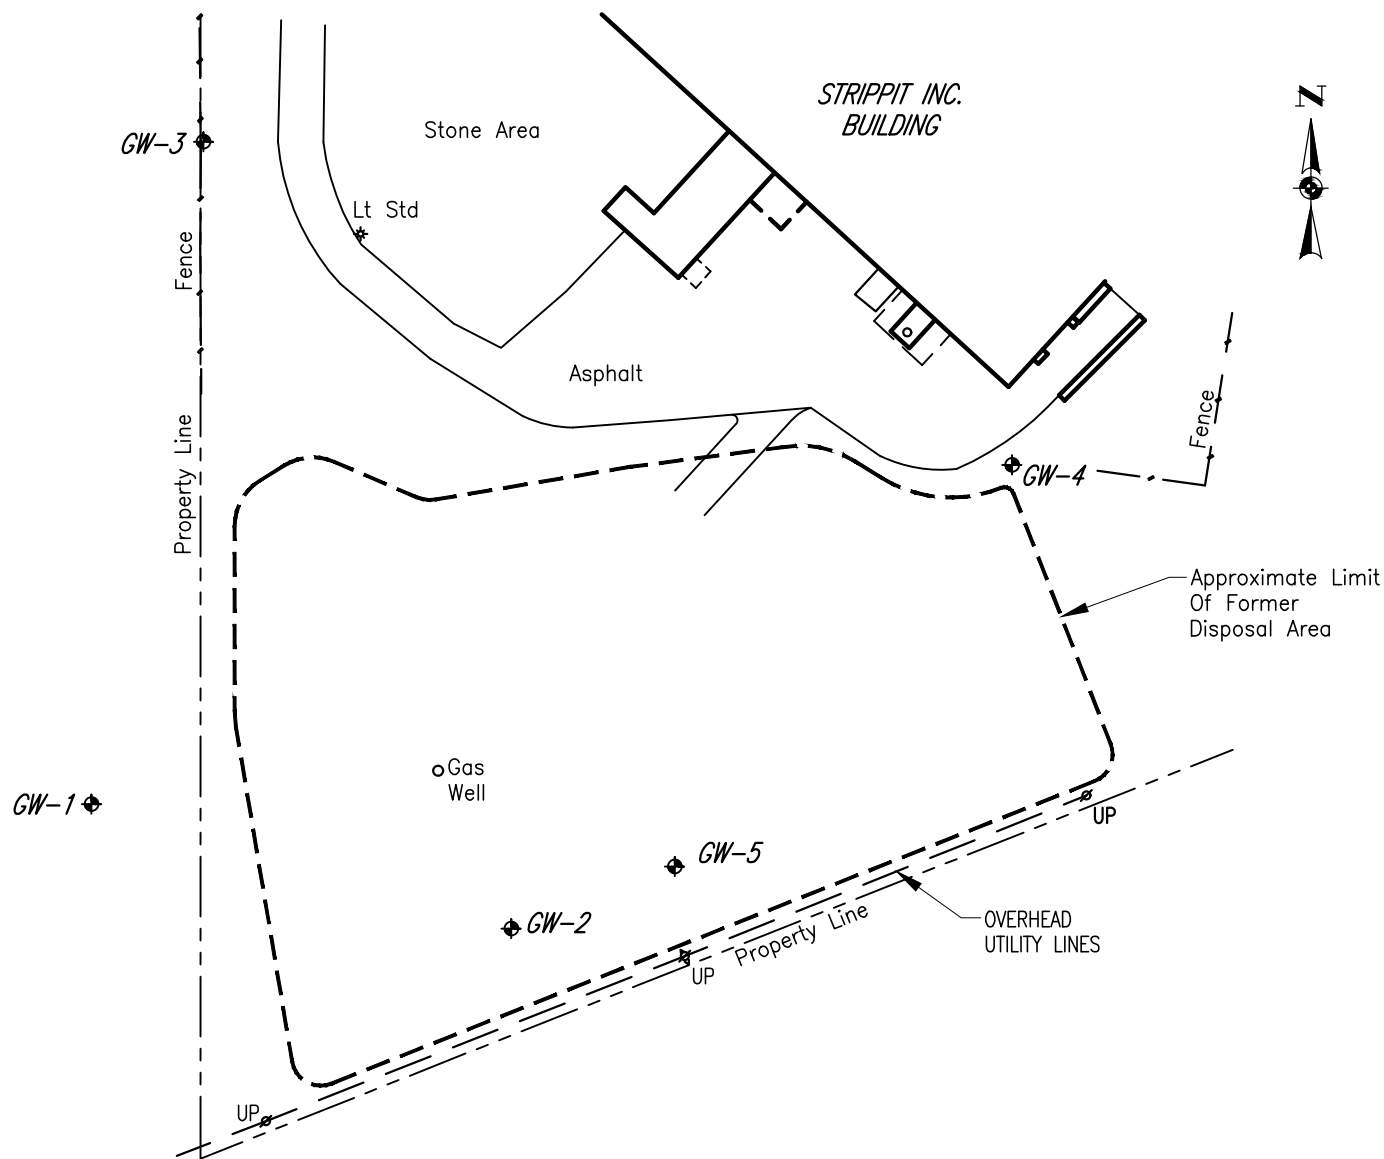 STRIPPIT INC.
BUILDING
N
Stone Area
GW-3
Lt Std
Fence
Asphalt
Fence
Property Line
GW-4
Approximate Limit
Of Former
Disposal Area
Gas
Well
GW-1
UP
GW-5
GW-2
Property Line
OVERHEAD
UTILITY LINES
UP
UP